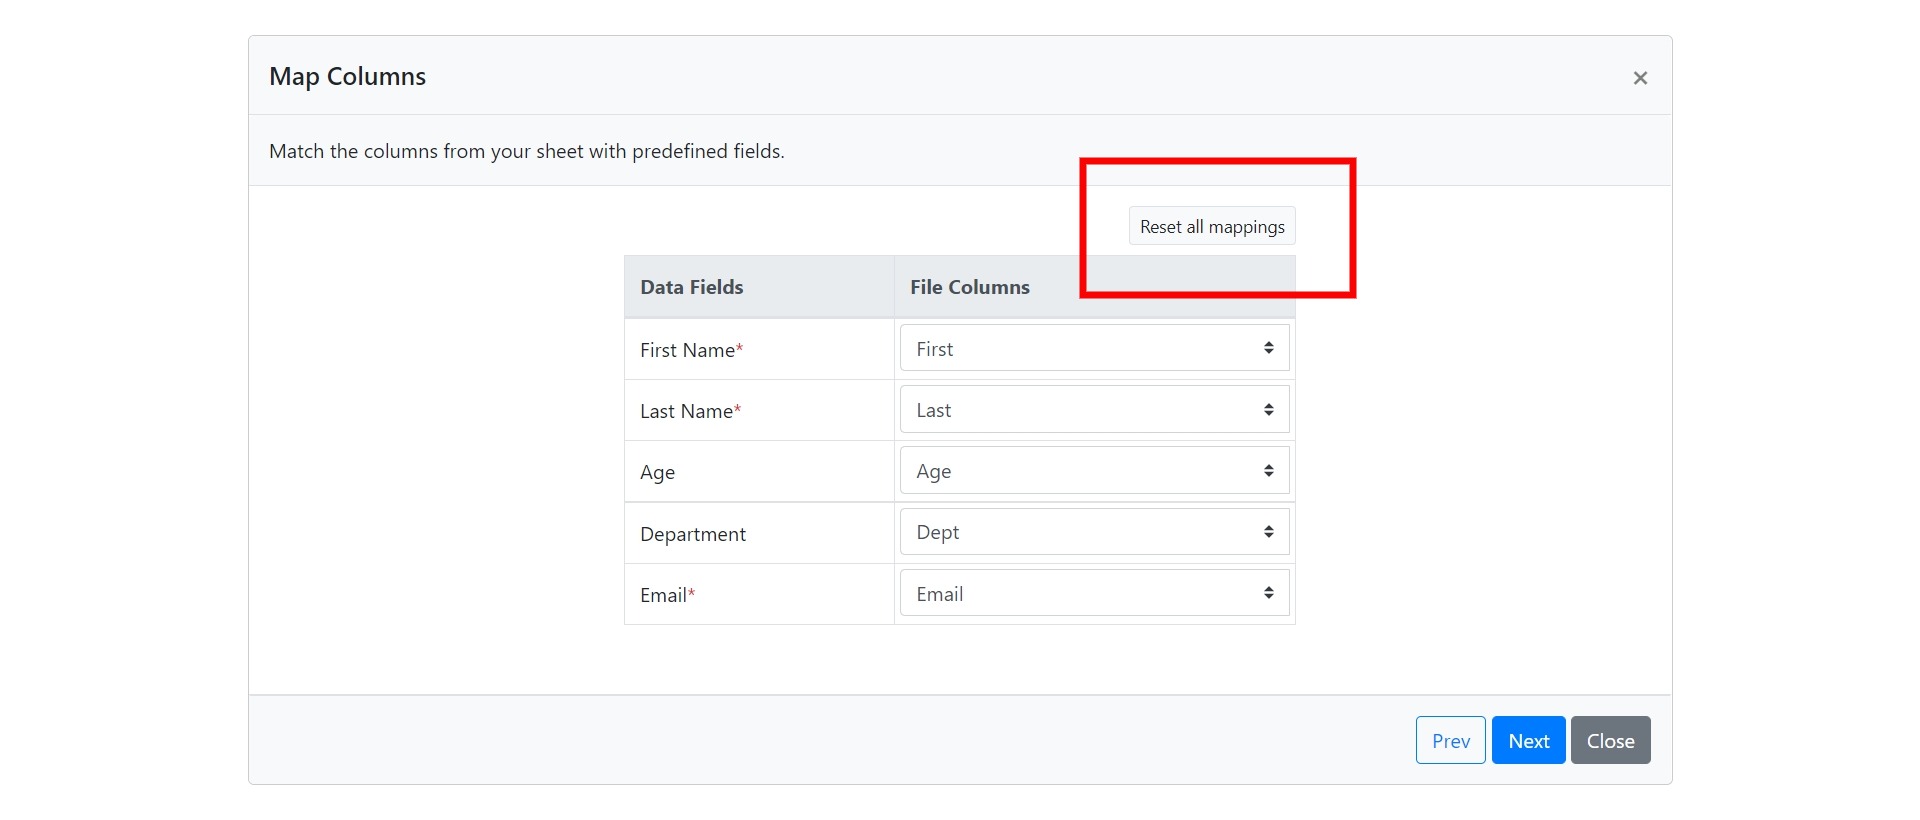 Map Columns ×
Match the columns from your sheet with predefined fields.
Reset all mappings
Data Fields File Columns
First Name* First
Last Name* Last
Age Age
Department Dept
Email* Email
Prev Next Close